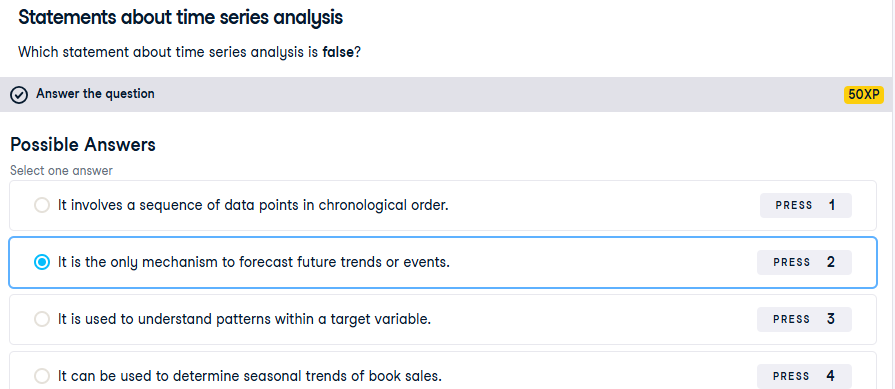 Statements about time series analysis
Which statement about time series analysis is false?
Answer the question
50XP
Possible Answers
Select one answer
It involves a sequence of data points in chronological order.
PRESS 1
It is the only mechanism to forecast future trends or events.
PRESS 2
It is used to understand patterns within a target variable.
PRESS 3
It can be used to determine seasonal trends of book sales.
PRESS 4